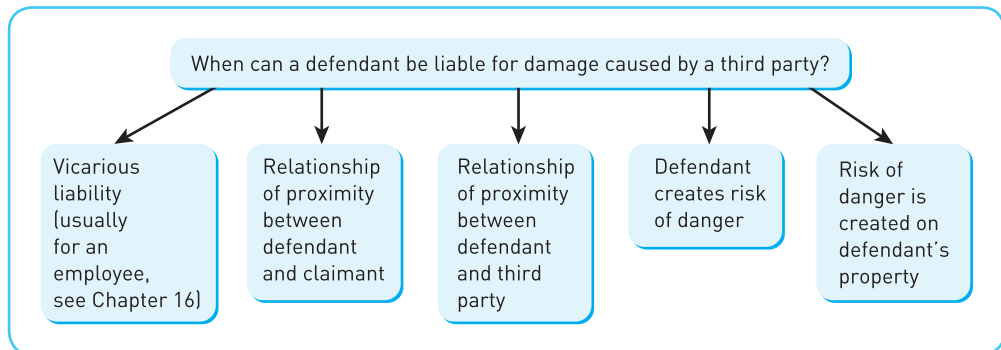 When can a defendant be liable for damage caused by a third party?
Vicarious
liability
(usually
for an
employee,
see Chapter 16)
Relationship
of proximity
between
defendant
and claimant
Relationship
of proximity
between
defendant
and third
party
Defendant
creates risk
of danger
Risk of
danger is
created on
defendant's
property